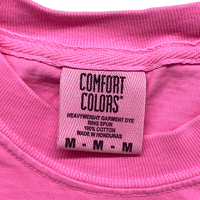 COMFORT
COLORS®
HEAVYWEIGHT GARMENT DYE
RING SPUN
100% COTTON
MADE IN HONDURAS
M - M - M